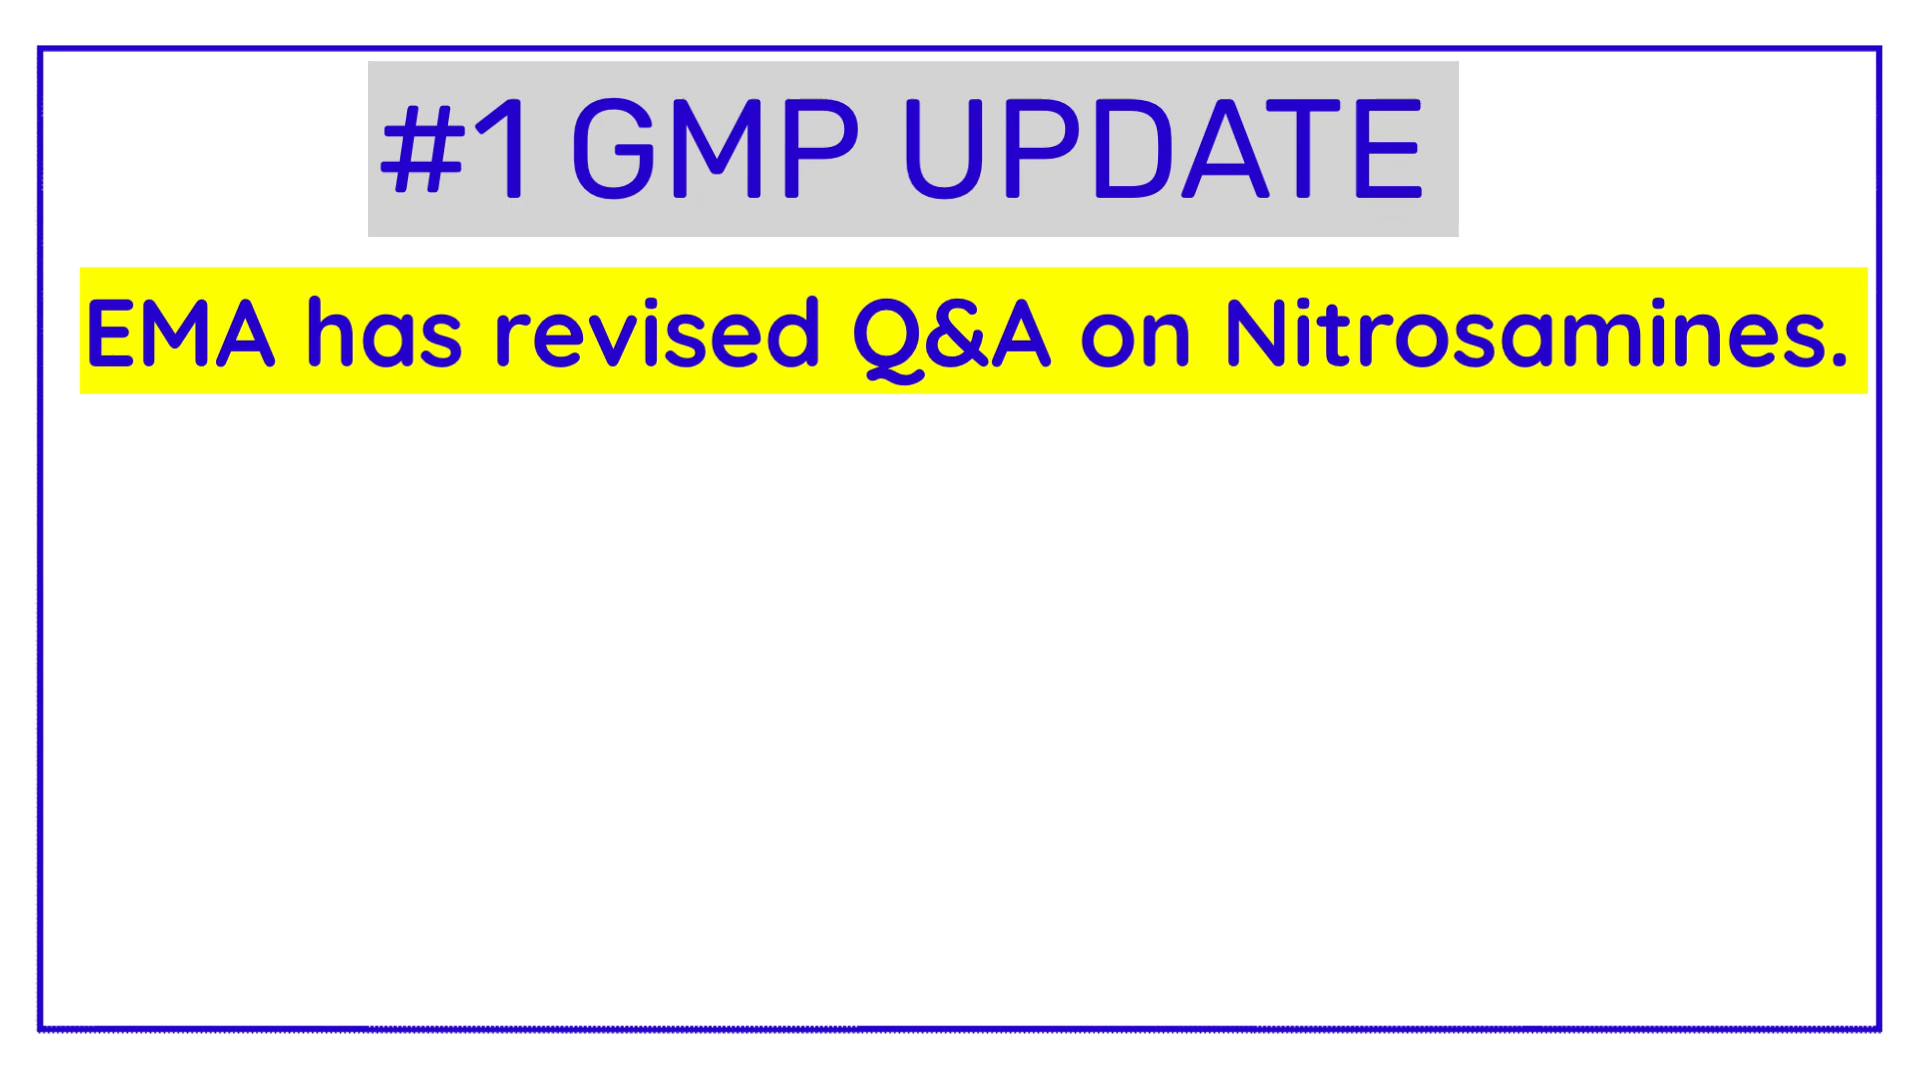 #1 GMP UPDATE
EMA has revised Q&A on Nitrosamines.